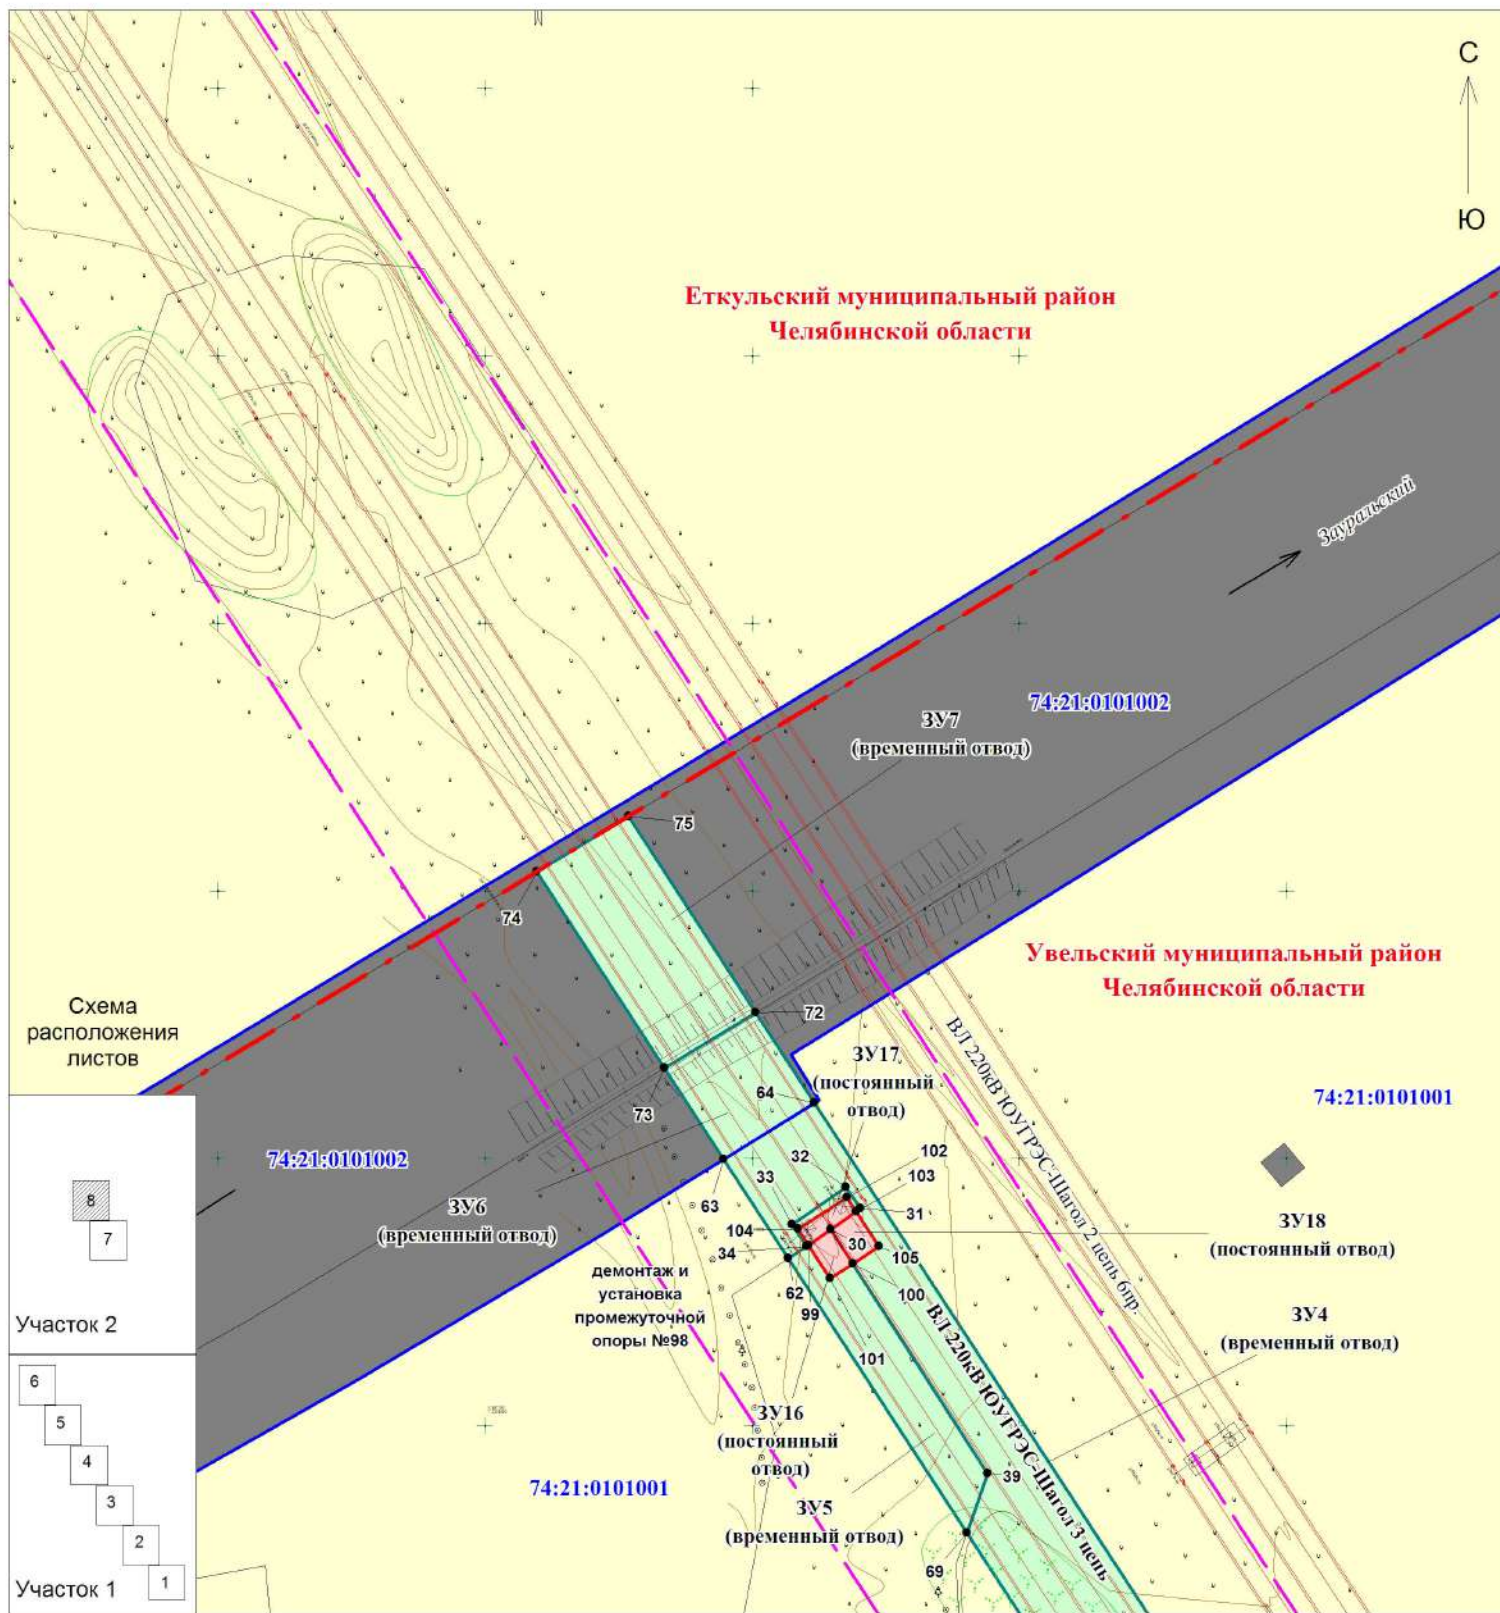 С
Ю
Еткульский муниципальный район
Челябинской области
Зауральский
74:21:0101002
ЗУ7
(временный отвод)
75
74
Увельский муниципальный район
Челябинской области
Схема
расположения
листов
72
73
64
ЗУ17
(постоянный
отвод)
74:21:0101001
ВЛ 220кВ ЮУГРЭС-Шагол 2 цепь 6пр.
74:21:0101002
ЗУ6
(временный отвод)
63
33
32
102
103
31
104
34
30
105
62
99
100
101
ЗУ18
(постоянный отвод)
демонтаж и
установка
промежуточной
опоры №98
ЗУ4
(временный отвод)
ВЛ 220кВ ЮУГРЭС-Шагол 3 цепь
ЗУ16
(постоянный
отвод)
74:21:0101001
39
ЗУ5
(временный отвод)
69
8
7
Участок 2
6
5
4
3
2
1
Участок 1